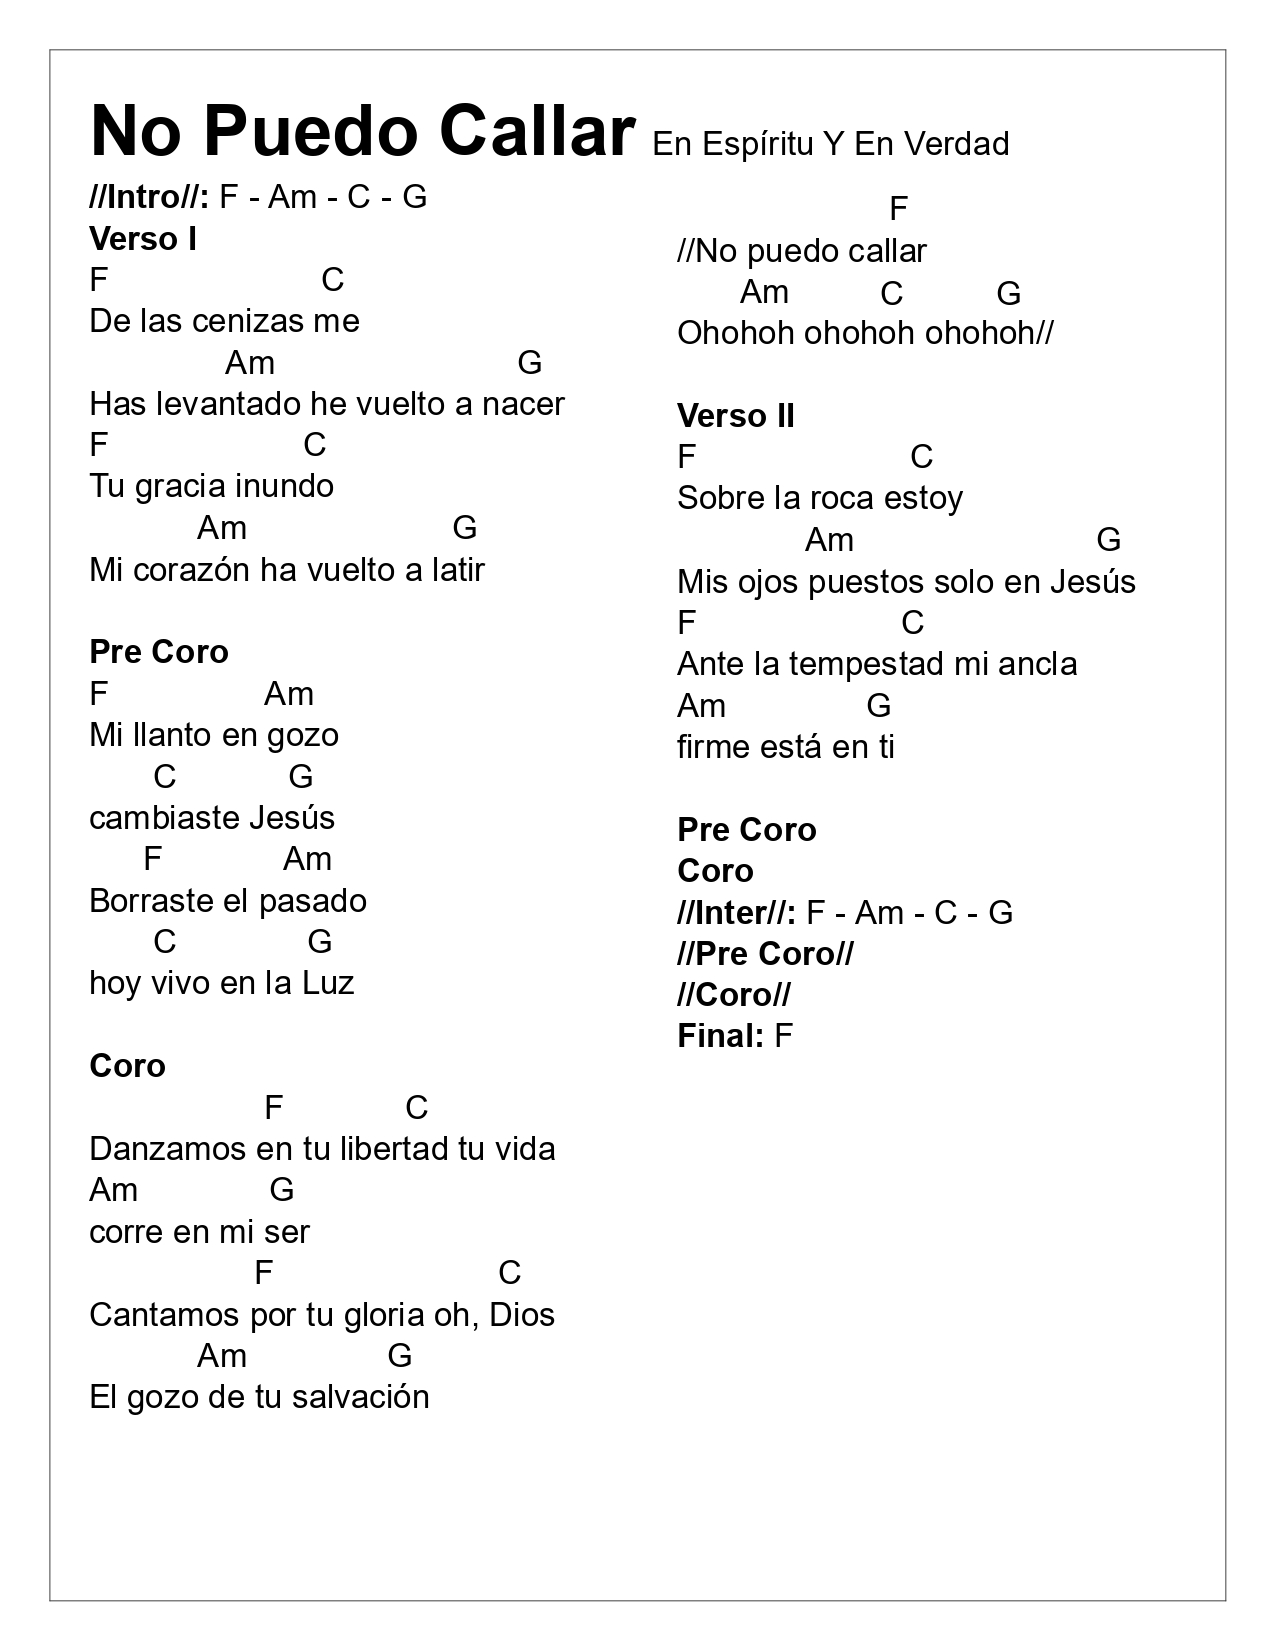 No Puedo Callar En Espíritu Y En Verdad
//Intro//: F - Am - C - G
Verso I
F C
De las cenizas me
Am G
Has levantado he vuelto a nacer
F C
Tu gracia inundo
Am G
Mi corazón ha vuelto a latir
Pre Coro
F Am
Mi llanto en gozo
C G
cambiaste Jesús
F Am
Borraste el pasado
C G
hoy vivo en la Luz
Coro
F C
Danzamos en tu libertad tu vida
Am G
corre en mi ser
F C
Cantamos por tu gloria oh, Dios
Am G
El gozo de tu salvación
F
//No puedo callar
Am C G
Ohohoh ohohoh ohohoh//
Verso II
F C
Sobre la roca estoy
Am G
Mis ojos puestos solo en Jesús
F C
Ante la tempestad mi ancla
Am G
firme está en ti
Pre Coro
Coro
//Inter//: F - Am - C - G
//Pre Coro//
//Coro//
Final: F